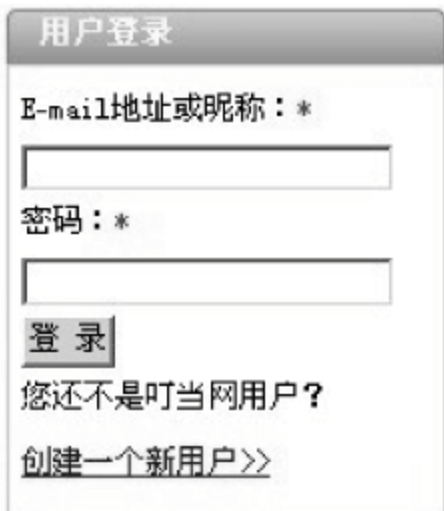 用户登录
E-mail地址或昵称：*
密码：*
登 录
您还不是叮当网用户？
创建一个新用户>>